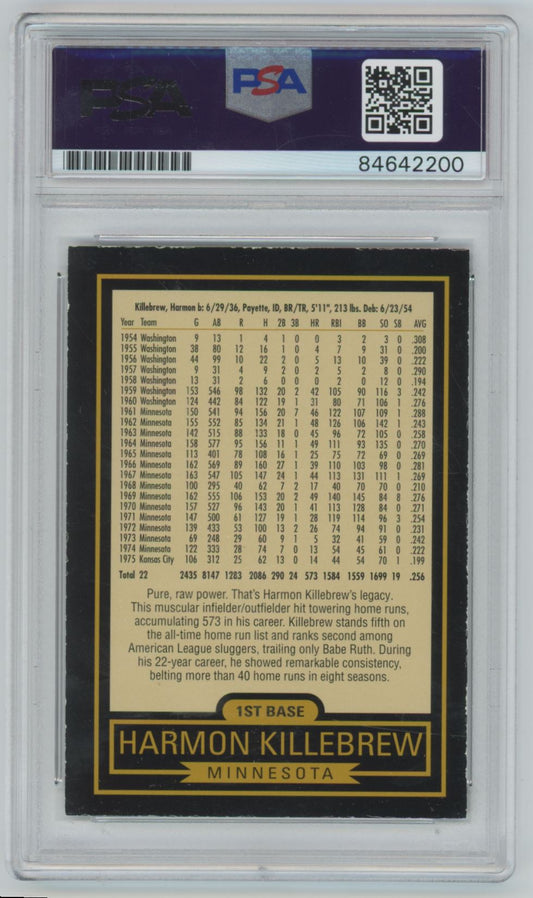 PSA
PSA
84642200
Killebrew, Harmon b: 6/29/36, Payette, ID, BR/TR, 5'11", 213 lbs. Deb: 6/23/54
Year Team G AB R H 2B 3B HR RBI BB SO SB AVG
1954 Washington 9 13 1 4 1 0 0 3 2 3 0 .308
1955 Washington 38 80 12 16 1 0 4 7 9 31 0 .200
1956 Washington 44 99 10 22 2 0 5 13 10 39 0 .222
1957 Washington 9 31 4 9 2 0 2 5 2 8 0 .290
1958 Washington 13 31 2 6 0 0 0 2 0 12 0 .194
1959 Washington 153 546 98 132 20 2 42 105 90 116 3 .242
1960 Washington 124 442 84 122 19 1 31 80 71 106 1 .276
1961 Minnesota 150 541 94 156 20 7 46 122 107 109 1 .288
1962 Minnesota 155 552 85 134 21 1 48 126 106 142 1 .243
1963 Minnesota 142 515 88 133 18 0 45 96 72 105 0 .258
1964 Minnesota 158 577 95 156 11 1 49 111 93 135 0 .270
1965 Minnesota 113 401 78 108 16 1 25 75 72 69 0 .269
1966 Minnesota 162 569 89 160 27 1 39 110 103 98 0 .281
1967 Minnesota 163 547 105 147 24 1 44 113 131 111 1 .269
1968 Minnesota 100 295 40 62 7 2 17 40 70 70 0 .210
1969 Minnesota 162 555 106 153 20 2 49 140 145 84 8 .276
1970 Minnesota 157 527 96 143 20 1 41 113 128 84 0 .271
1971 Minnesota 147 500 61 127 19 1 28 119 114 96 3 .254
1972 Minnesota 139 433 53 100 13 2 26 74 94 91 0 .231
1973 Minnesota 69 248 29 60 9 1 5 32 41 59 0 .242
1974 Minnesota 122 333 28 74 7 0 13 54 45 61 0 .222
1975 Kansas City 106 312 25 62 13 0 14 44 54 70 1 .199
Total 22 2435 8147 1283 2086 290 24 573 1584 1559 1699 19 .256
Pure, raw power. That's Harmon Killebrew's legacy.
This muscular infielder/outfielder hit towering home runs,
accumulating 573 in his career. Killebrew stands fifth on
the all-time home run list and ranks second among
American League sluggers, trailing only Babe Ruth. During
his 22-year career, he showed remarkable consistency,
belting more than 40 home runs in eight seasons.
1ST BASE
HARMON KILLEBREW
MINNESOTA